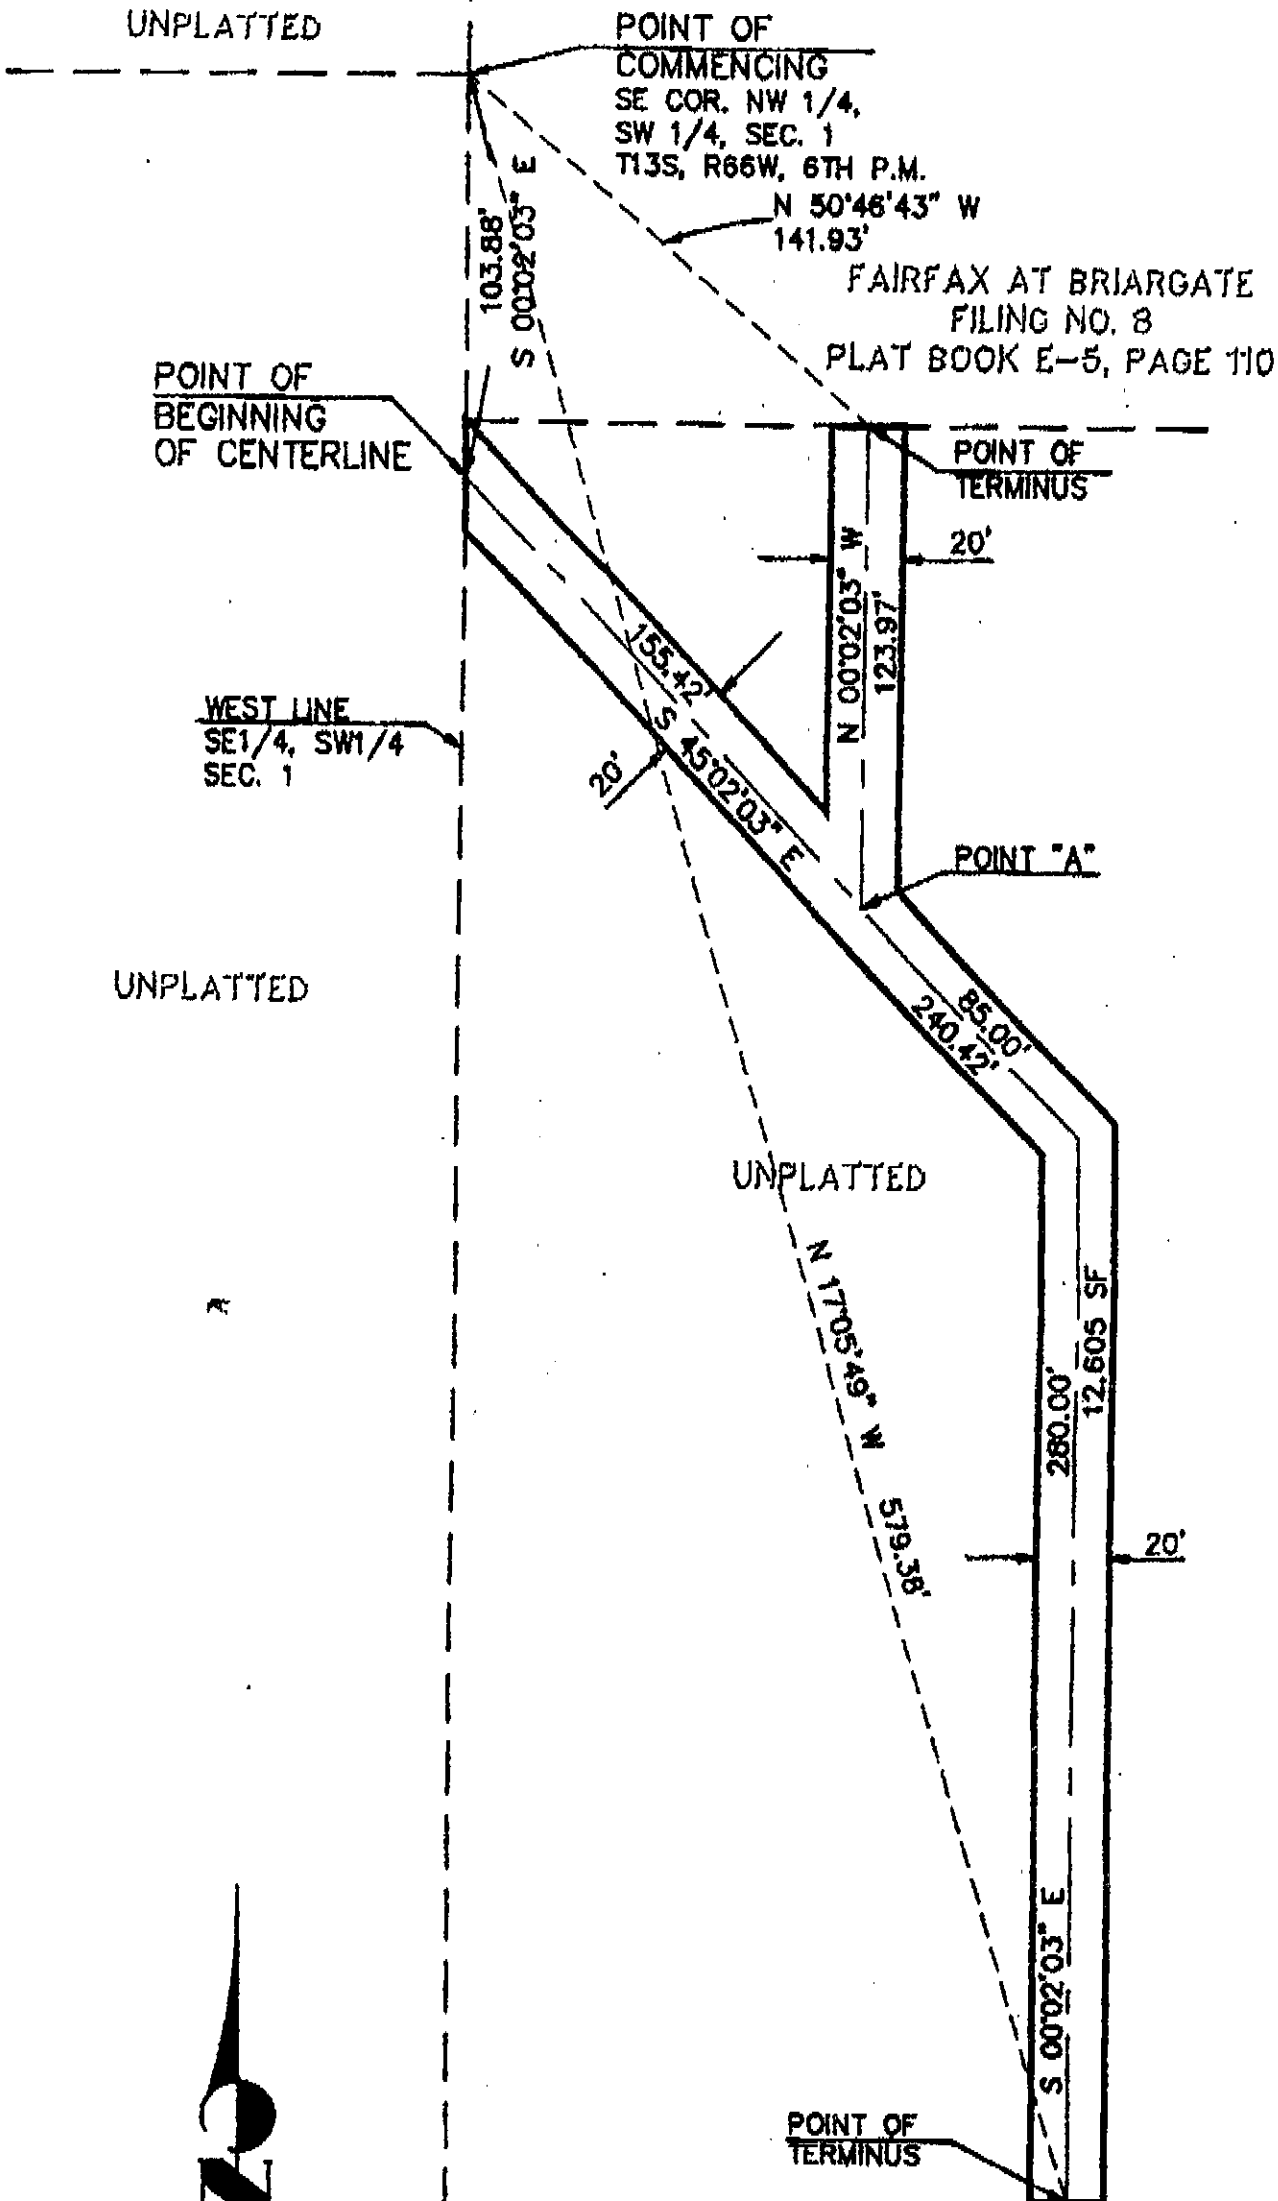 UNPLATTED
POINT OF
COMMENCING
SE COR. NW 1/4,
SW 1/4, SEC. 1
T13S, R66W, 6TH P.M.
N 50°46'43" W
141.93'
103.88'
S 00°02'03" E
FAIRFAX AT BRIARGATE
FILING NO. 8
PLAT BOOK E-5, PAGE 110
POINT OF
BEGINNING
OF CENTERLINE
POINT OF
TERMINUS
20'
N 00°02'03" W
123.97'
155.42'
S 45°02'03" E
20'
WEST LINE
SE1/4, SW1/4
SEC. 1
POINT "A"
UNPLATTED
85.00'
240.42'
UNPLATTED
N 17°05'49" W 579.38'
280.00'
12,605 SF
20'
S 00°02'03" E
POINT OF
TERMINUS
N